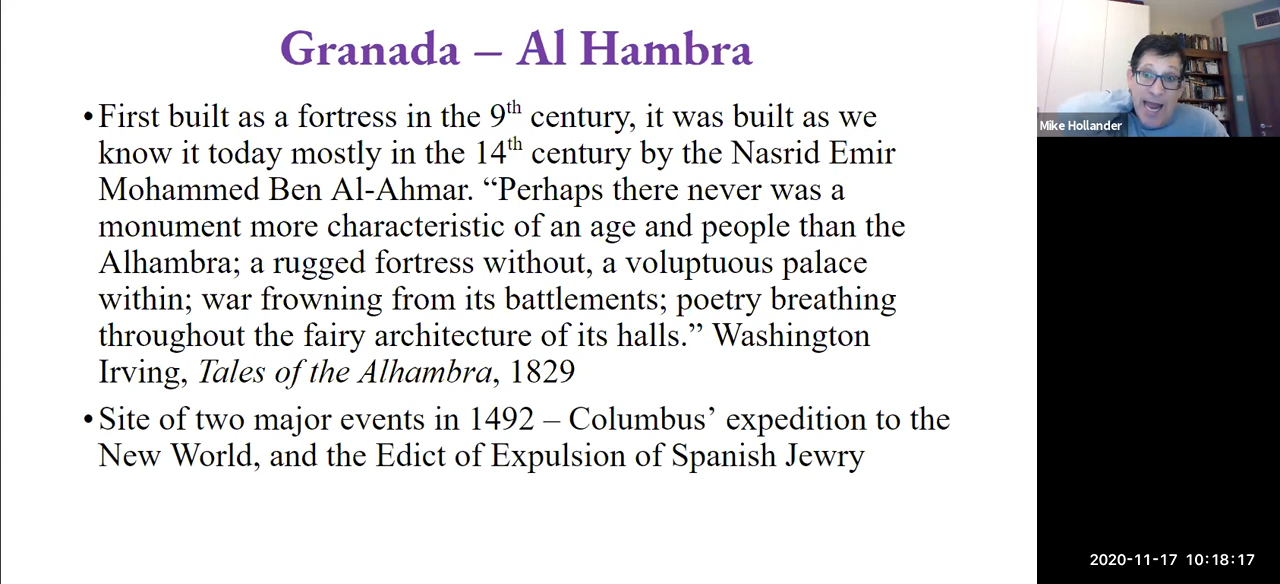 Granada – Al Hambra
•First built as a fortress in the 9th century, it was built as we
know it today mostly in the 14th century by the Nasrid Emir
Mohammed Ben Al-Ahmar. “Perhaps there never was a
monument more characteristic of an age and people than the
Alhambra; a rugged fortress without, a voluptuous palace
within; war frowning from its battlements; poetry breathing
throughout the fairy architecture of its halls.” Washington
Irving, Tales of the Alhambra, 1829
•Site of two major events in 1492 – Columbus’ expedition to the
New World, and the Edict of Expulsion of Spanish Jewry
Mike Hollander
2020-11-17 10:18:17